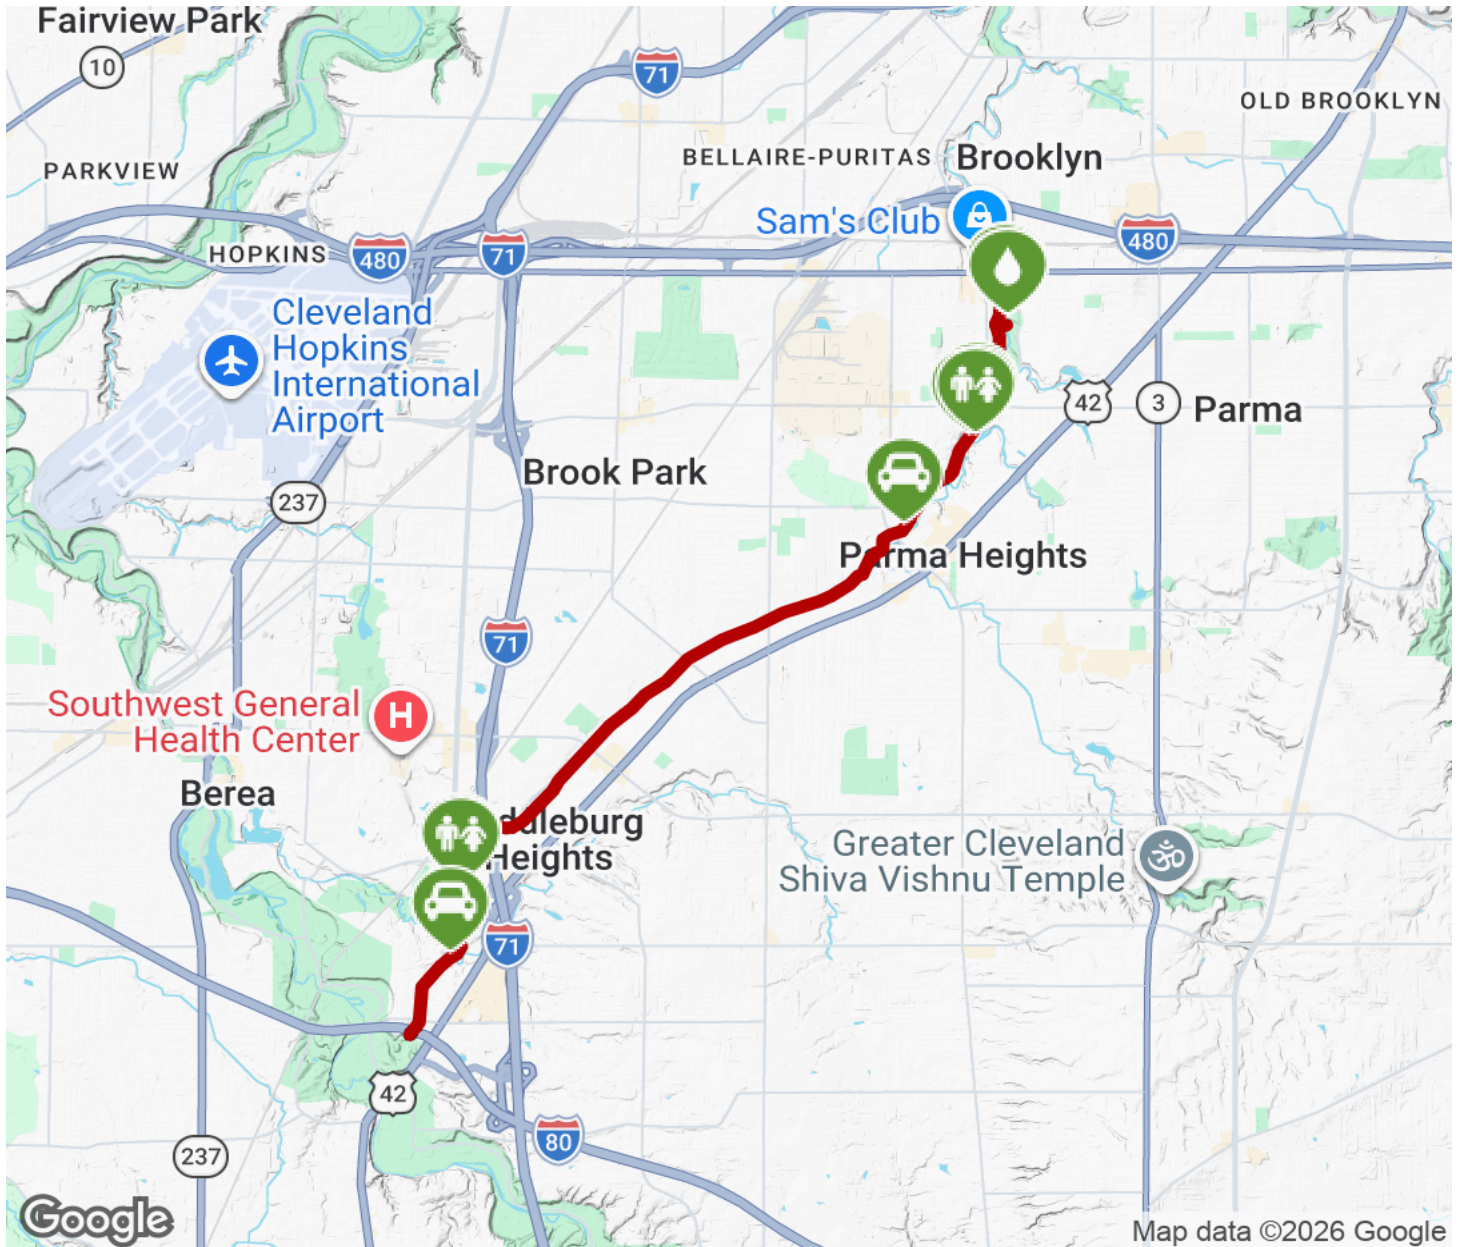 Fairview Park
10
71
OLD BROOKLYN
PARKVIEW
BELLAIRE-PURITAS
Brooklyn
Sam's Club
480
HOPKINS
480
71
Cleveland
Hopkins
International
Airport
42
3
Parma
Brook Park
237
Parma Heights
71
Southwest General
Health Center
H
Berea
ddleburg
Heights
Greater Cleveland
Shiva Vishnu Temple
ॐ
71
42
80
237
Google
Map data ©2026 Google